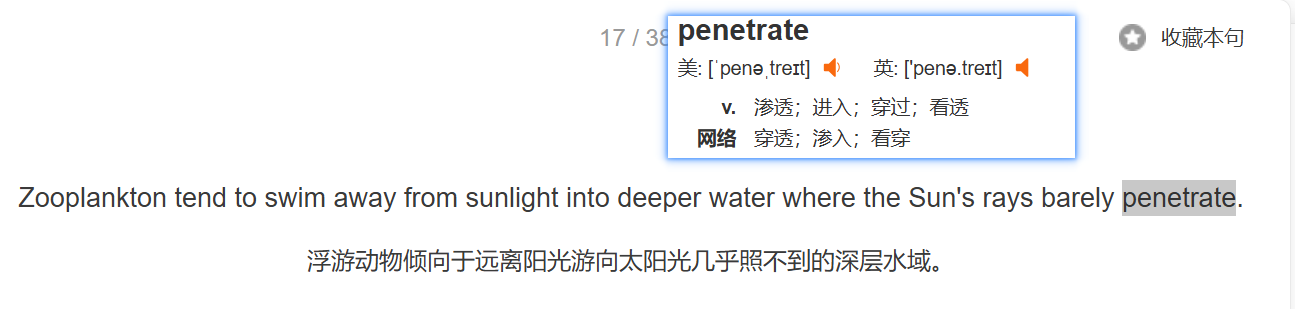 17 / 38
penetrate
收藏本句
美: [ˈpenəˌtreɪt] 英: ['penə.treɪt]
v. 渗透；进入；穿过；看透
网络 穿透；渗入；看穿
Zooplankton tend to swim away from sunlight into deeper water where the Sun's rays barely penetrate.
浮游动物倾向于远离阳光游向太阳光几乎照不到的深层水域。